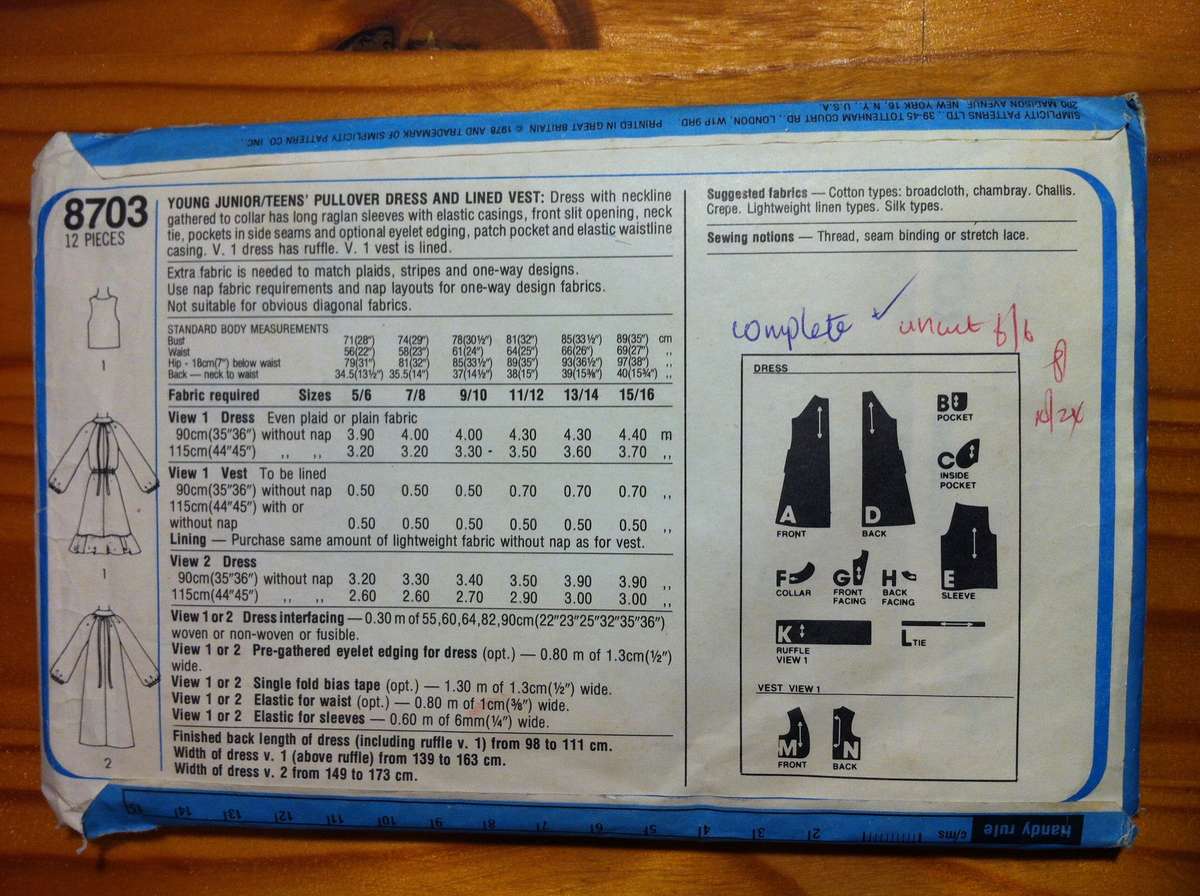 SIMPLICITY PATTERNS LTD., 39-45 TOTTENHAM COURT RD., LONDON, W1P 9RD. PRINTED IN GREAT BRITAIN © 1978 AND TRADEMARK OF SIMPLICITY PATTERN CO. INC.
200 MADISON AVENUE, NEW YORK 16, N.Y., U.S.A.
8703
12 PIECES
1
1
2
YOUNG JUNIOR/TEENS' PULLOVER DRESS AND LINED VEST: Dress with neckline
gathered to collar has long raglan sleeves with elastic casings, front slit opening, neck
tie, pockets in side seams and optional eyelet edging, patch pocket and elastic waistline
casing. V. 1 dress has ruffle. V. 1 vest is lined.
Extra fabric is needed to match plaids, stripes and one-way designs.
Use nap fabric requirements and nap layouts for one-way design fabrics.
Not suitable for obvious diagonal fabrics.
STANDARD BODY MEASUREMENTS
Bust 71(28") 74(29") 78(30½") 81(32") 85(33½") 89(35") cm
Waist 56(22") 58(23") 61(24") 64(25") 66(26") 69(27") ,,
Hip - 18cm(7") below waist 79(31") 81(32") 85(33½") 89(35") 93(36½") 97(38") ,,
Back — neck to waist 34.5(13½") 35.5(14") 37(14½") 38(15") 39(15⅜") 40(15¾") ,,
Fabric required Sizes 5/6 7/8 9/10 11/12 13/14 15/16
View 1 Dress Even plaid or plain fabric
90cm(35"36") without nap 3.90 4.00 4.00 4.30 4.30 4.40 m
115cm(44"45") ,, ,, 3.20 3.20 3.30 - 3.50 3.60 3.70 ,,
View 1 Vest To be lined
90cm(35"36") without nap 0.50 0.50 0.50 0.70 0.70 0.70 ,,
115cm(44"45") with or
without nap 0.50 0.50 0.50 0.50 0.50 0.50 ,,
Lining — Purchase same amount of lightweight fabric without nap as for vest.
View 2 Dress
90cm(35"36") without nap 3.20 3.30 3.40 3.50 3.90 3.90 ,,
115cm(44"45") ,, ,, 2.60 2.60 2.70 2.90 3.00 3.00 ,,
View 1 or 2 Dress interfacing — 0.30 m of 55,60,64,82,90cm(22"23"25"32"35"36")
woven or non-woven or fusible.
View 1 or 2 Pre-gathered eyelet edging for dress (opt.) — 0.80 m of 1.3cm(½")
wide.
View 1 or 2 Single fold bias tape (opt.) — 1.30 m of 1.3cm(½") wide.
View 1 or 2 Elastic for waist (opt.) — 0.80 m of 1cm(⅜") wide.
View 1 or 2 Elastic for sleeves — 0.60 m of 6mm(¼") wide.
Finished back length of dress (including ruffle v. 1) from 98 to 111 cm.
Width of dress v. 1 (above ruffle) from 139 to 163 cm.
Width of dress v. 2 from 149 to 173 cm.
Suggested fabrics — Cotton types: broadcloth, chambray. Challis.
Crepe. Lightweight linen types. Silk types.
Sewing notions — Thread, seam binding or stretch lace.
complete ✓ uncut f/b
DRESS
A
FRONT
D
BACK
B
POCKET
C
INSIDE
POCKET
E
SLEEVE
F
COLLAR
G
FRONT
FACING
H
BACK
FACING
K
RUFFLE
VIEW 1
L TIE
VEST VIEW 1
M
FRONT
N
BACK
handy rule c/ms 2 3 4 5 6 7 8 9 10 11 12 13 14 15